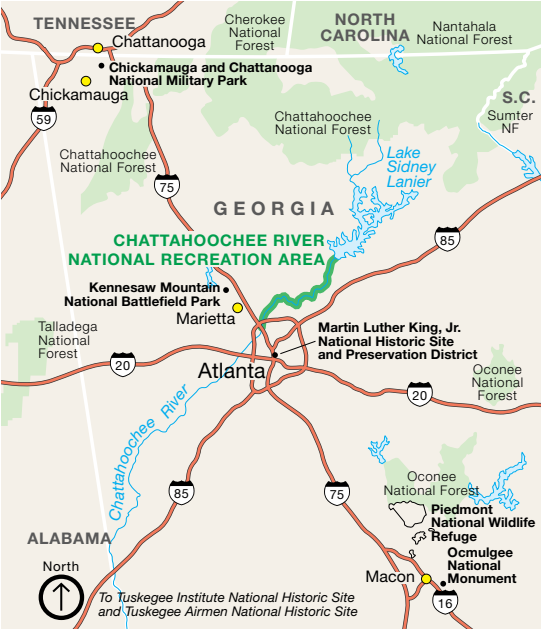 TENNESSEE
Cherokee
National
Forest
NORTH
CAROLINA
Nantahala
National Forest
Chattanooga
Chickamauga and Chattanooga
National Military Park
Chickamauga
59
S.C.
Sumter
NF
Chattahoochee
National Forest
Chattahoochee
National Forest
Lake
Sidney
Lanier
75
GEORGIA
85
CHATTAHOOCHEE RIVER
NATIONAL RECREATION AREA
Kennesaw Mountain
National Battlefield Park
Marietta
Talladega
National
Forest
Martin Luther King, Jr.
National Historic Site
and Preservation District
20
Atlanta
Oconee
National
Forest
20
Chattahoochee River
85
75
Oconee
National Forest
Piedmont
National Wildlife
Refuge
ALABAMA
Ocmulgee
National
Monument
North
Macon
16
To Tuskegee Institute National Historic Site
and Tuskegee Airmen National Historic Site